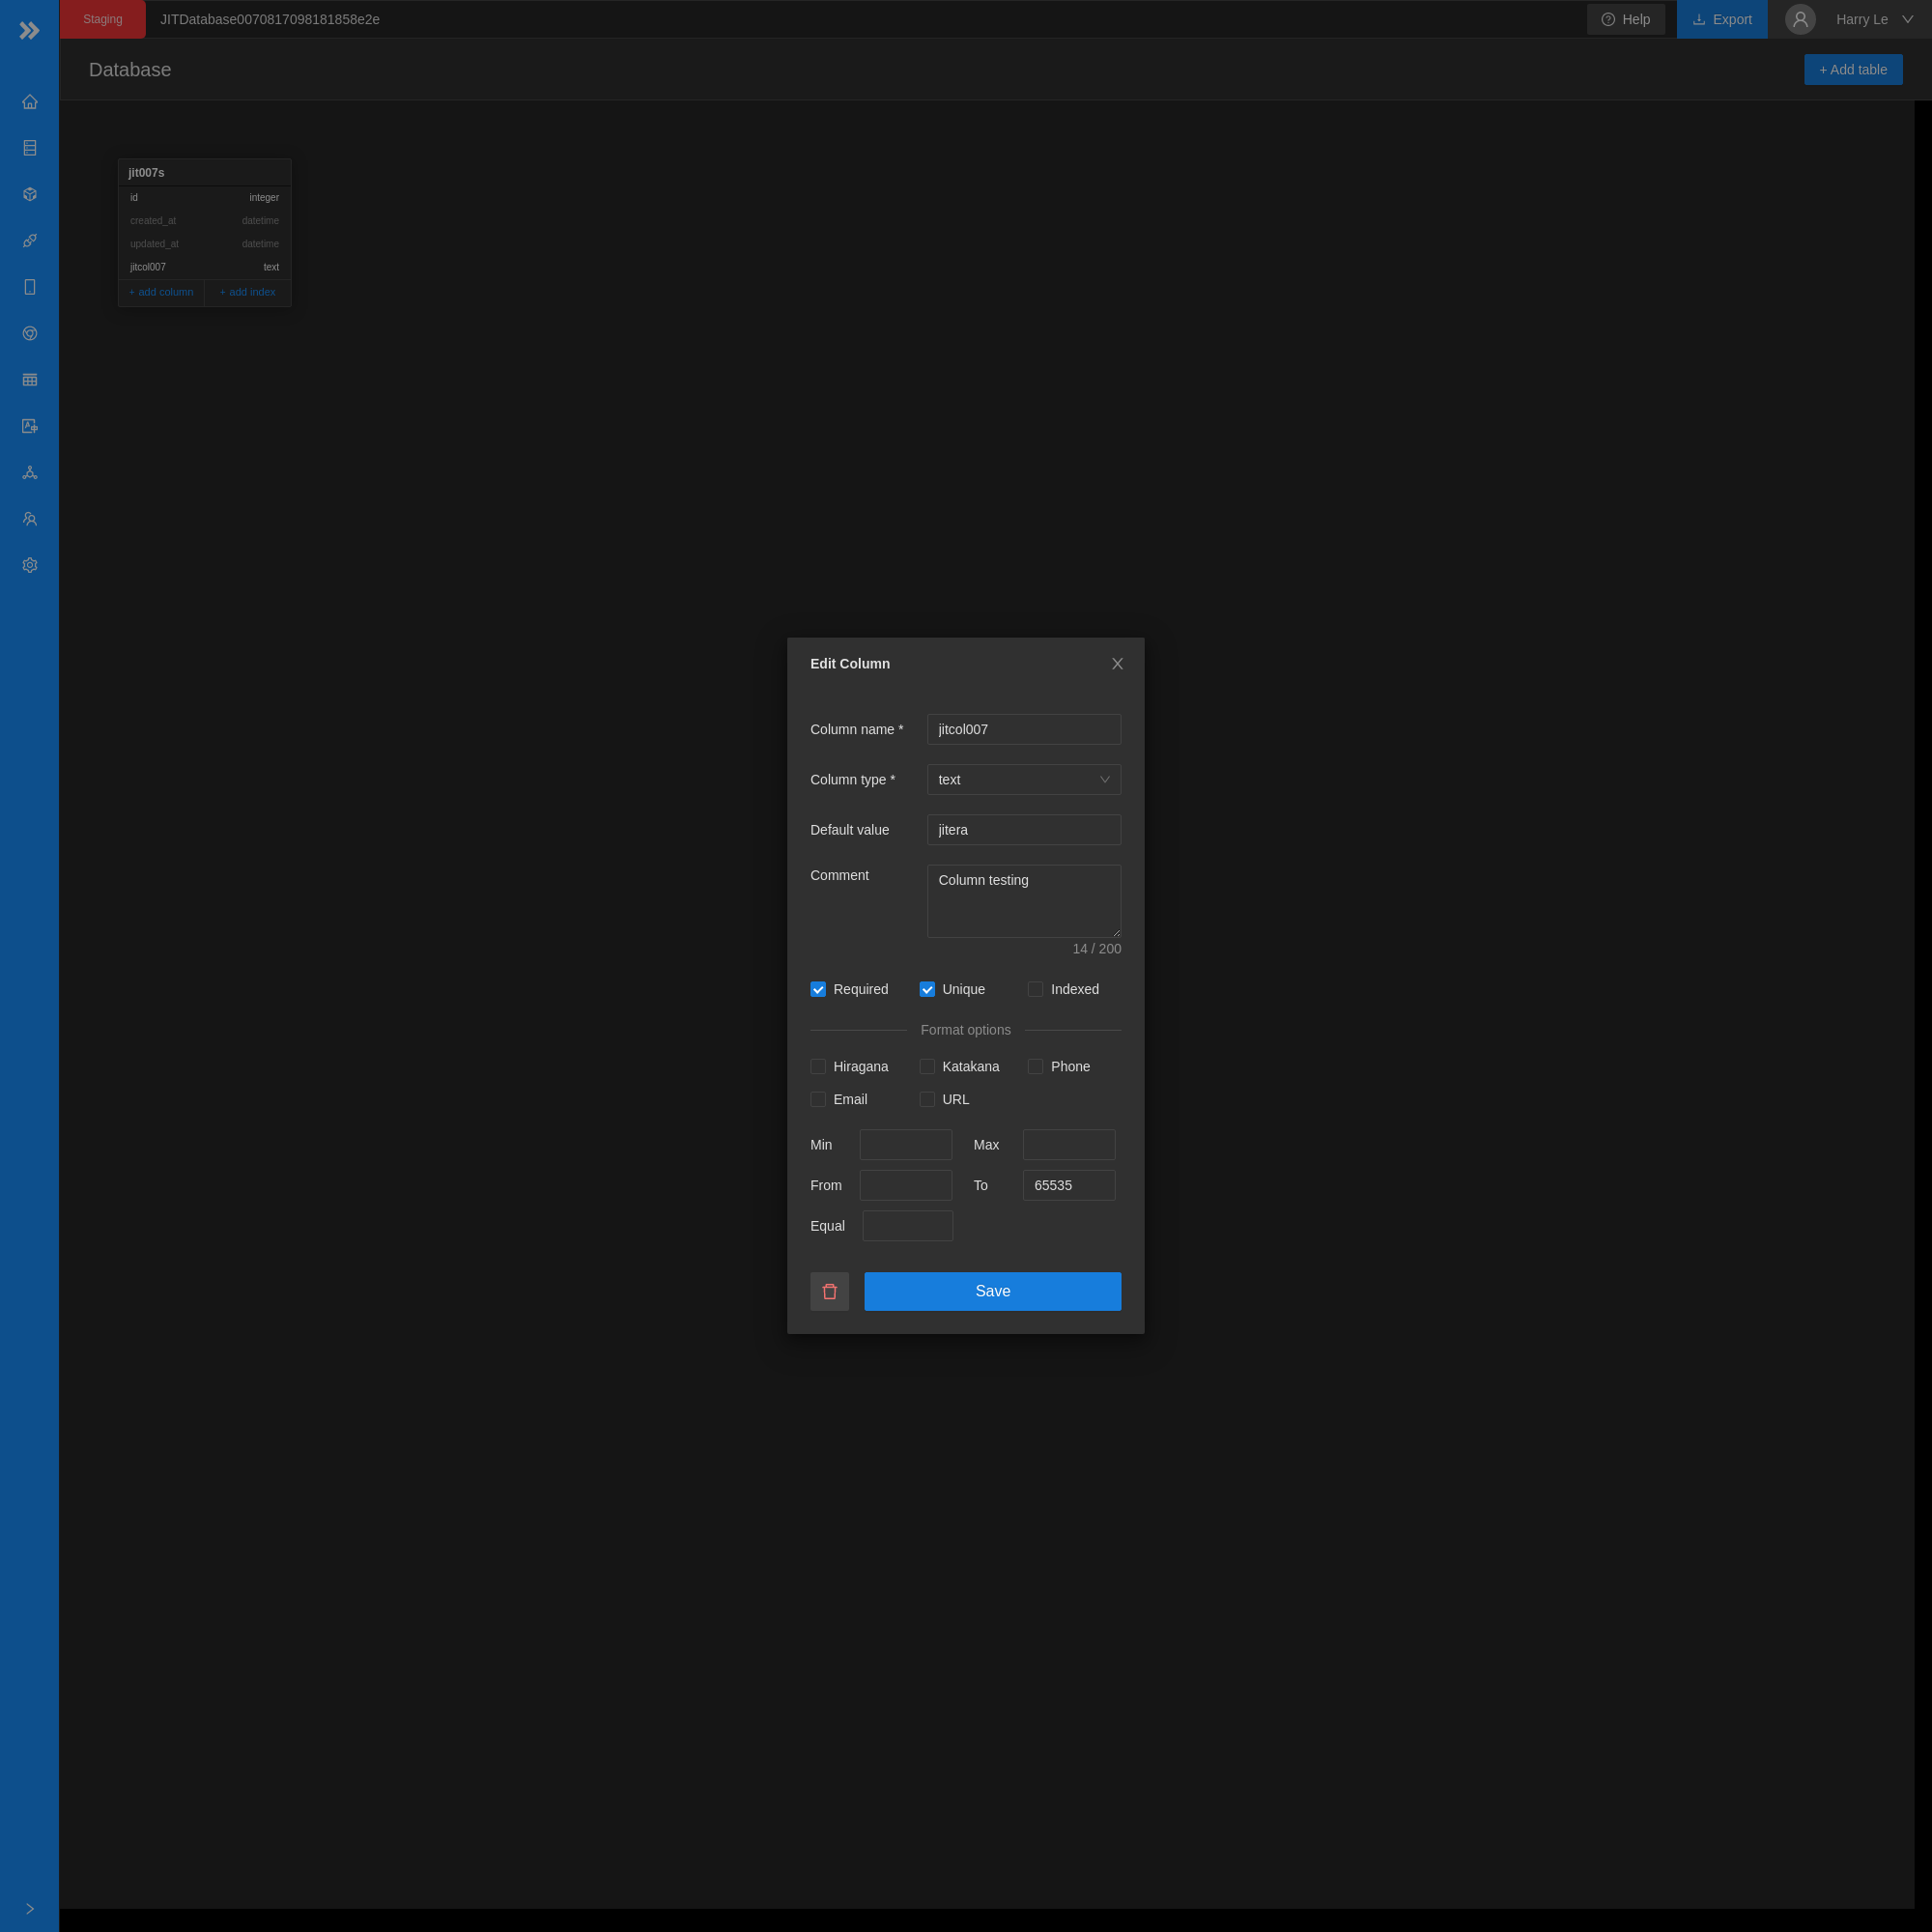 Staging JITDatabase0070817098181858e2e Help Export Harry Le
Database + Add table
jit007s
id integer
created_at datetime
updated_at datetime
jitcol007 text
+ add column + add index
Edit Column
Column name * jitcol007
Column type * text
Default value jitera
Comment Column testing
14 / 200
Required Unique Indexed
Format options
Hiragana Katakana Phone
Email URL
Min Max
From To 65535
Equal
Save